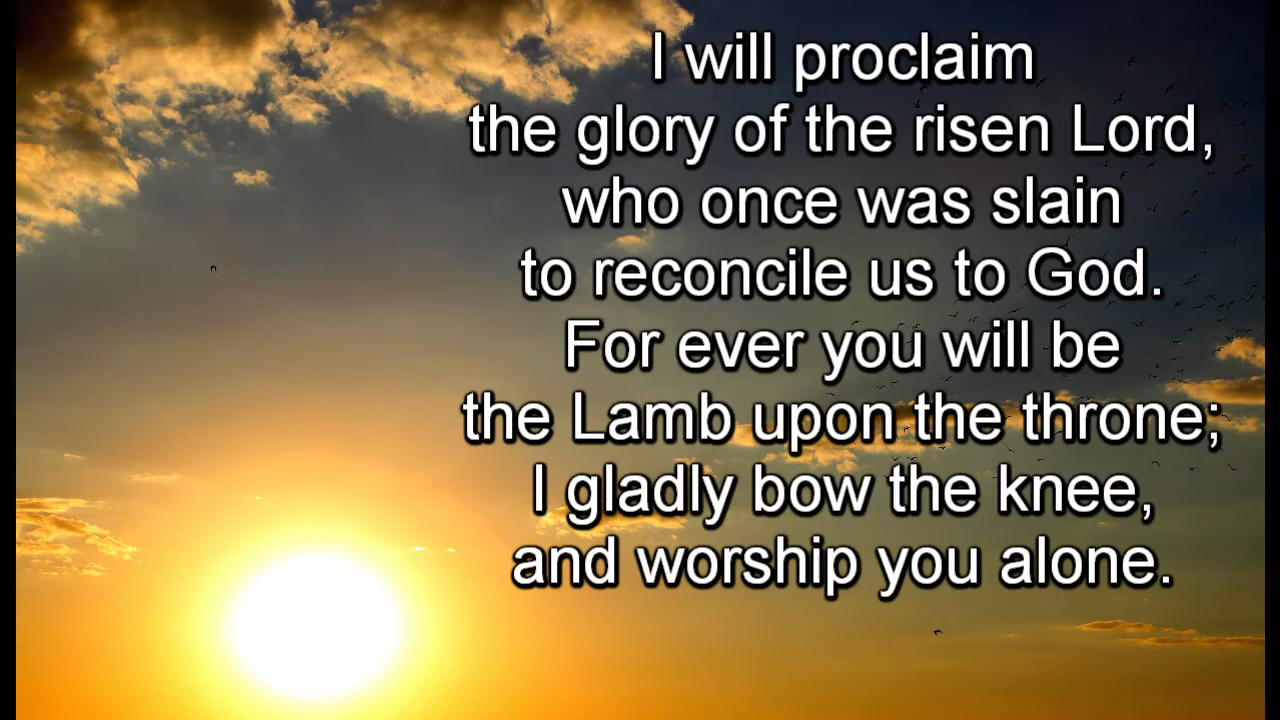 I will proclaim
the glory of the risen Lord,
who once was slain
to reconcile us to God.
For ever you will be
the Lamb upon the throne;
I gladly bow the knee,
and worship you alone.